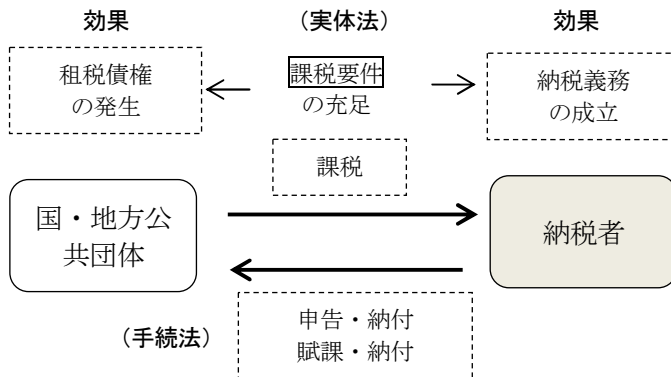 効果
（実体法）
効果
租税債権
の発生
課税要件
の充足
納税義務
の成立
課税
国・地方公
共団体
納税者
（手続法）
申告・納付
賦課・納付